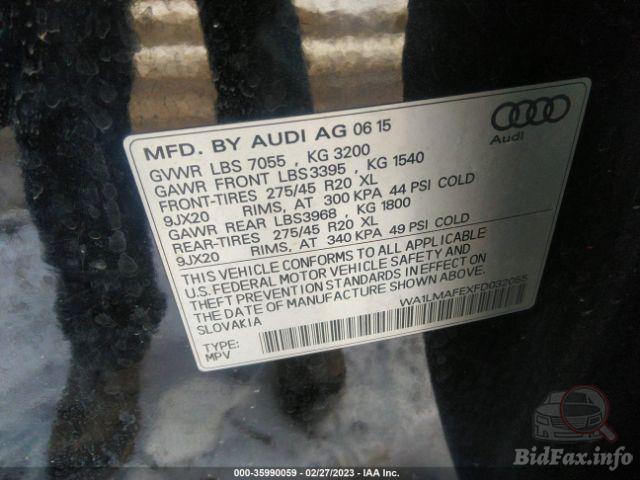 MFD. BY AUDI AG 06 15
GVWR LBS 7055 , KG 3200
GAWR FRONT LBS3395 , KG 1540
FRONT-TIRES 275/45 R20 XL
9JX20 RIMS, AT 300 KPA 44 PSI COLD
GAWR REAR LBS3968 , KG 1800
REAR-TIRES 275/45 R20 XL
9JX20 RIMS, AT 340 KPA 49 PSI COLD
THIS VEHICLE CONFORMS TO ALL APPLICABLE
U.S. FEDERAL MOTOR VEHICLE SAFETY AND
THEFT PREVENTION STANDARDS IN EFFECT ON
THE DATE OF MANUFACTURE SHOWN ABOVE.
SLOVAKIA
WA1LMAFEXFD032055
TYPE:
MPV
Audi
000-35990059 - 02/27/2023 - IAA Inc.
BidFax.info